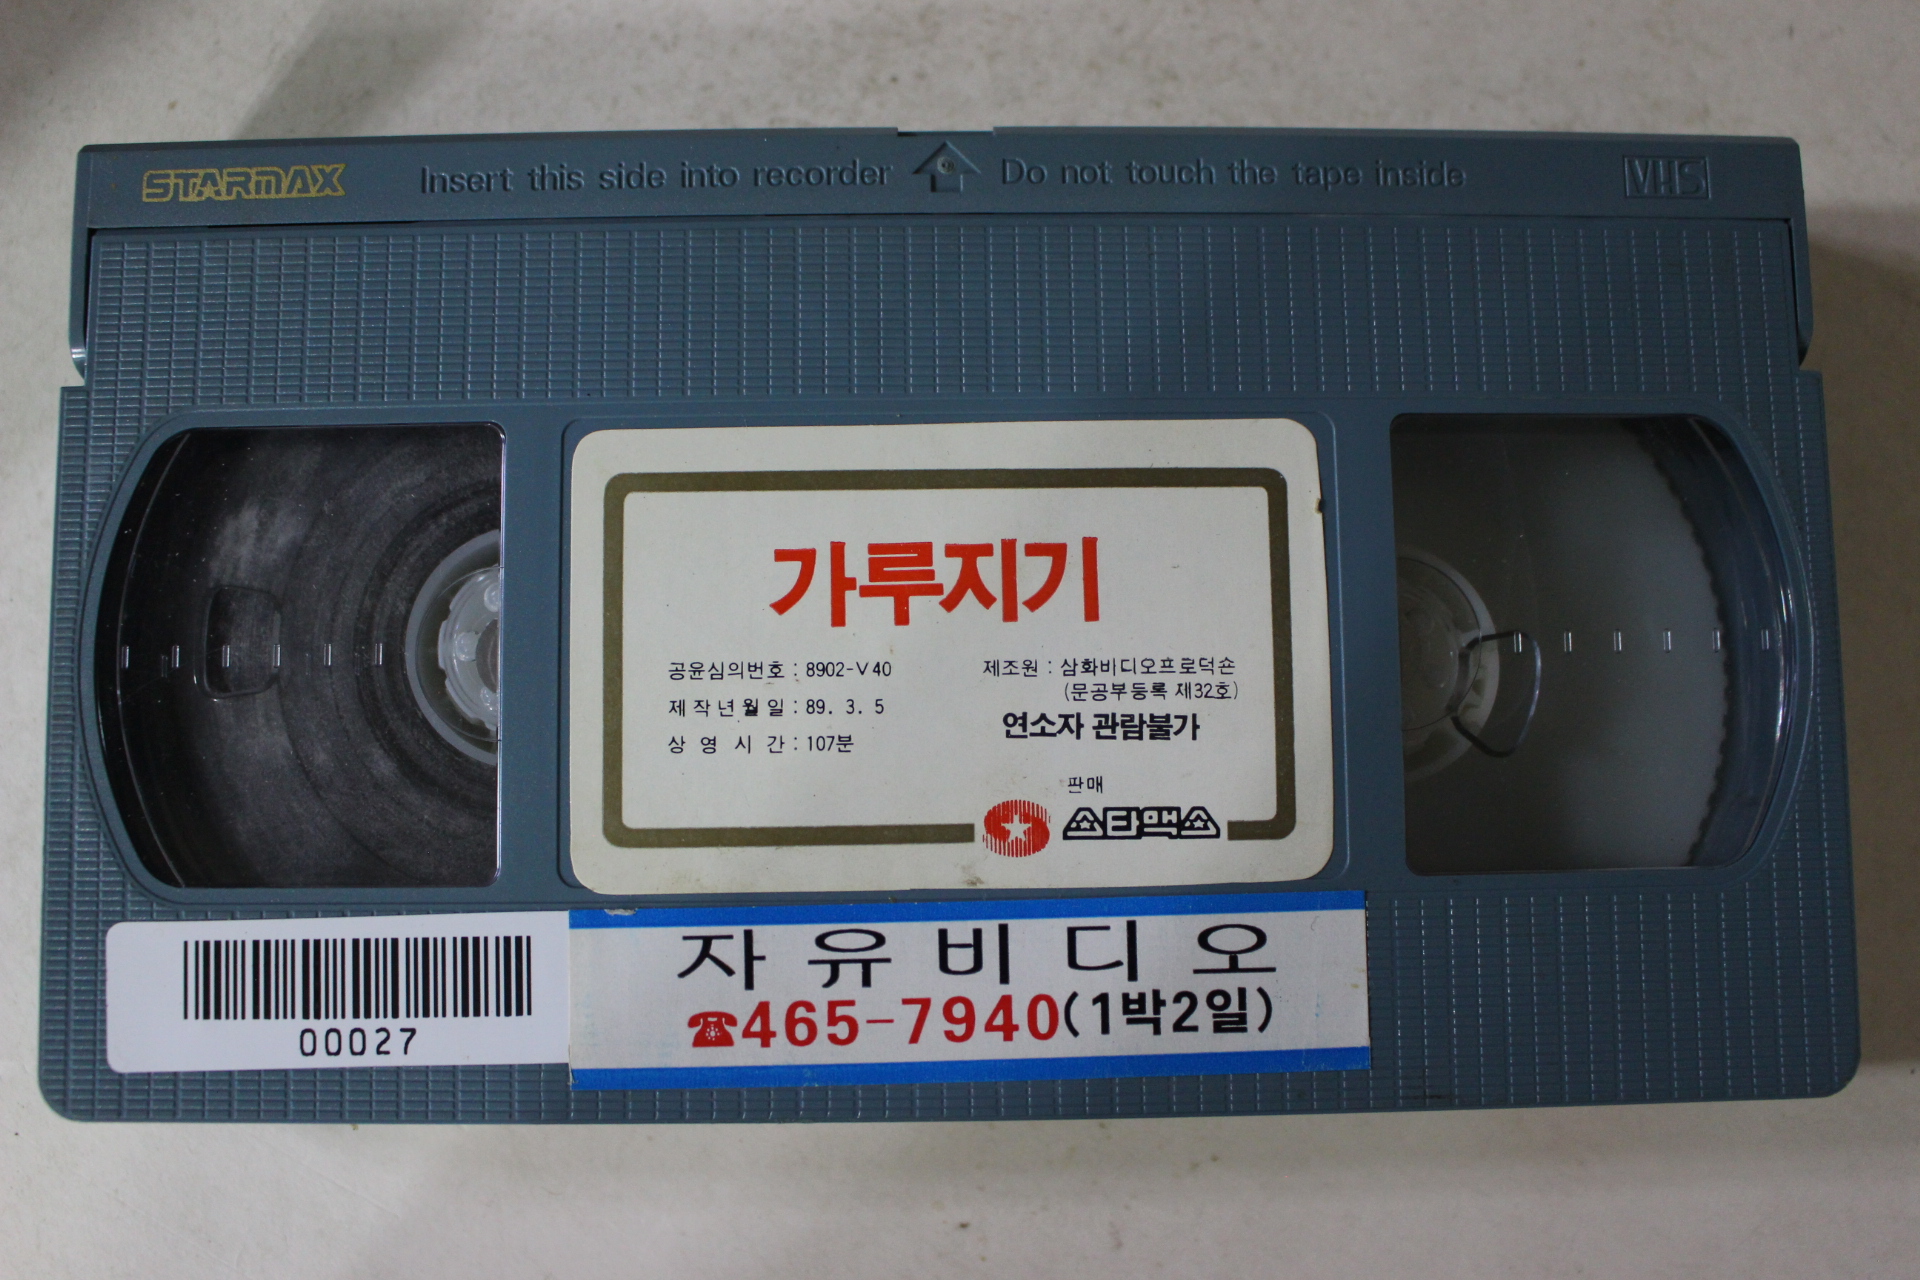 STARMAX Insert this side into recorder Do not touch the tape inside VHS
가루지기
공윤심의번호 : 8902-V40
제작년월일 : 89. 3. 5
상영시간 : 107분
제조원 : 삼화비디오프로덕숀
(문공부등록 제32호)
연소자 관람불가
판매
스타맥스
00027
자유비디오
☎465-7940(1박2일)